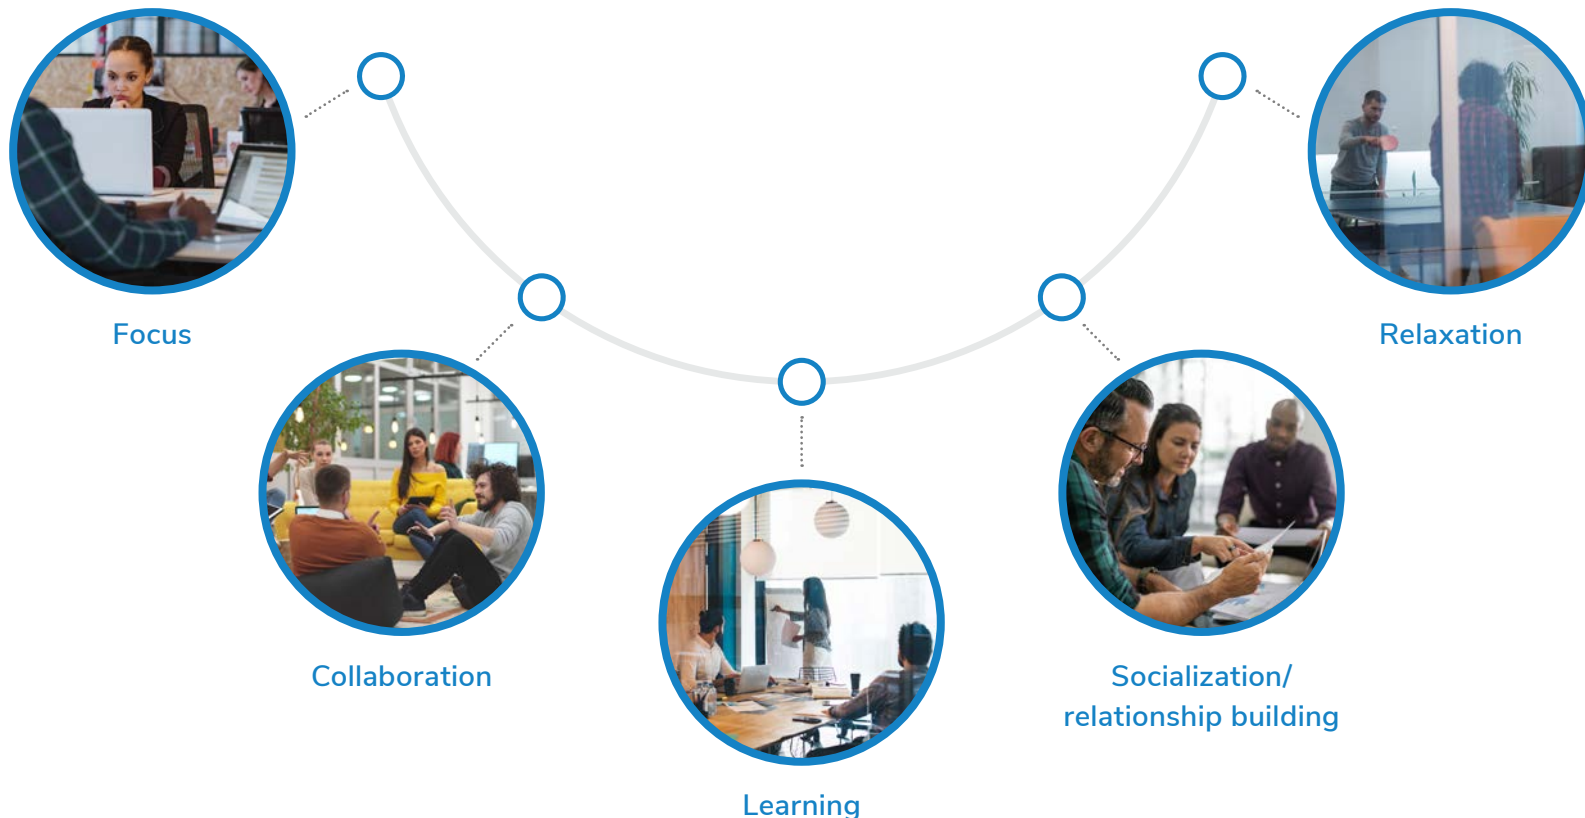 Focus
Relaxation
Collaboration
Socialization/
relationship building
Learning